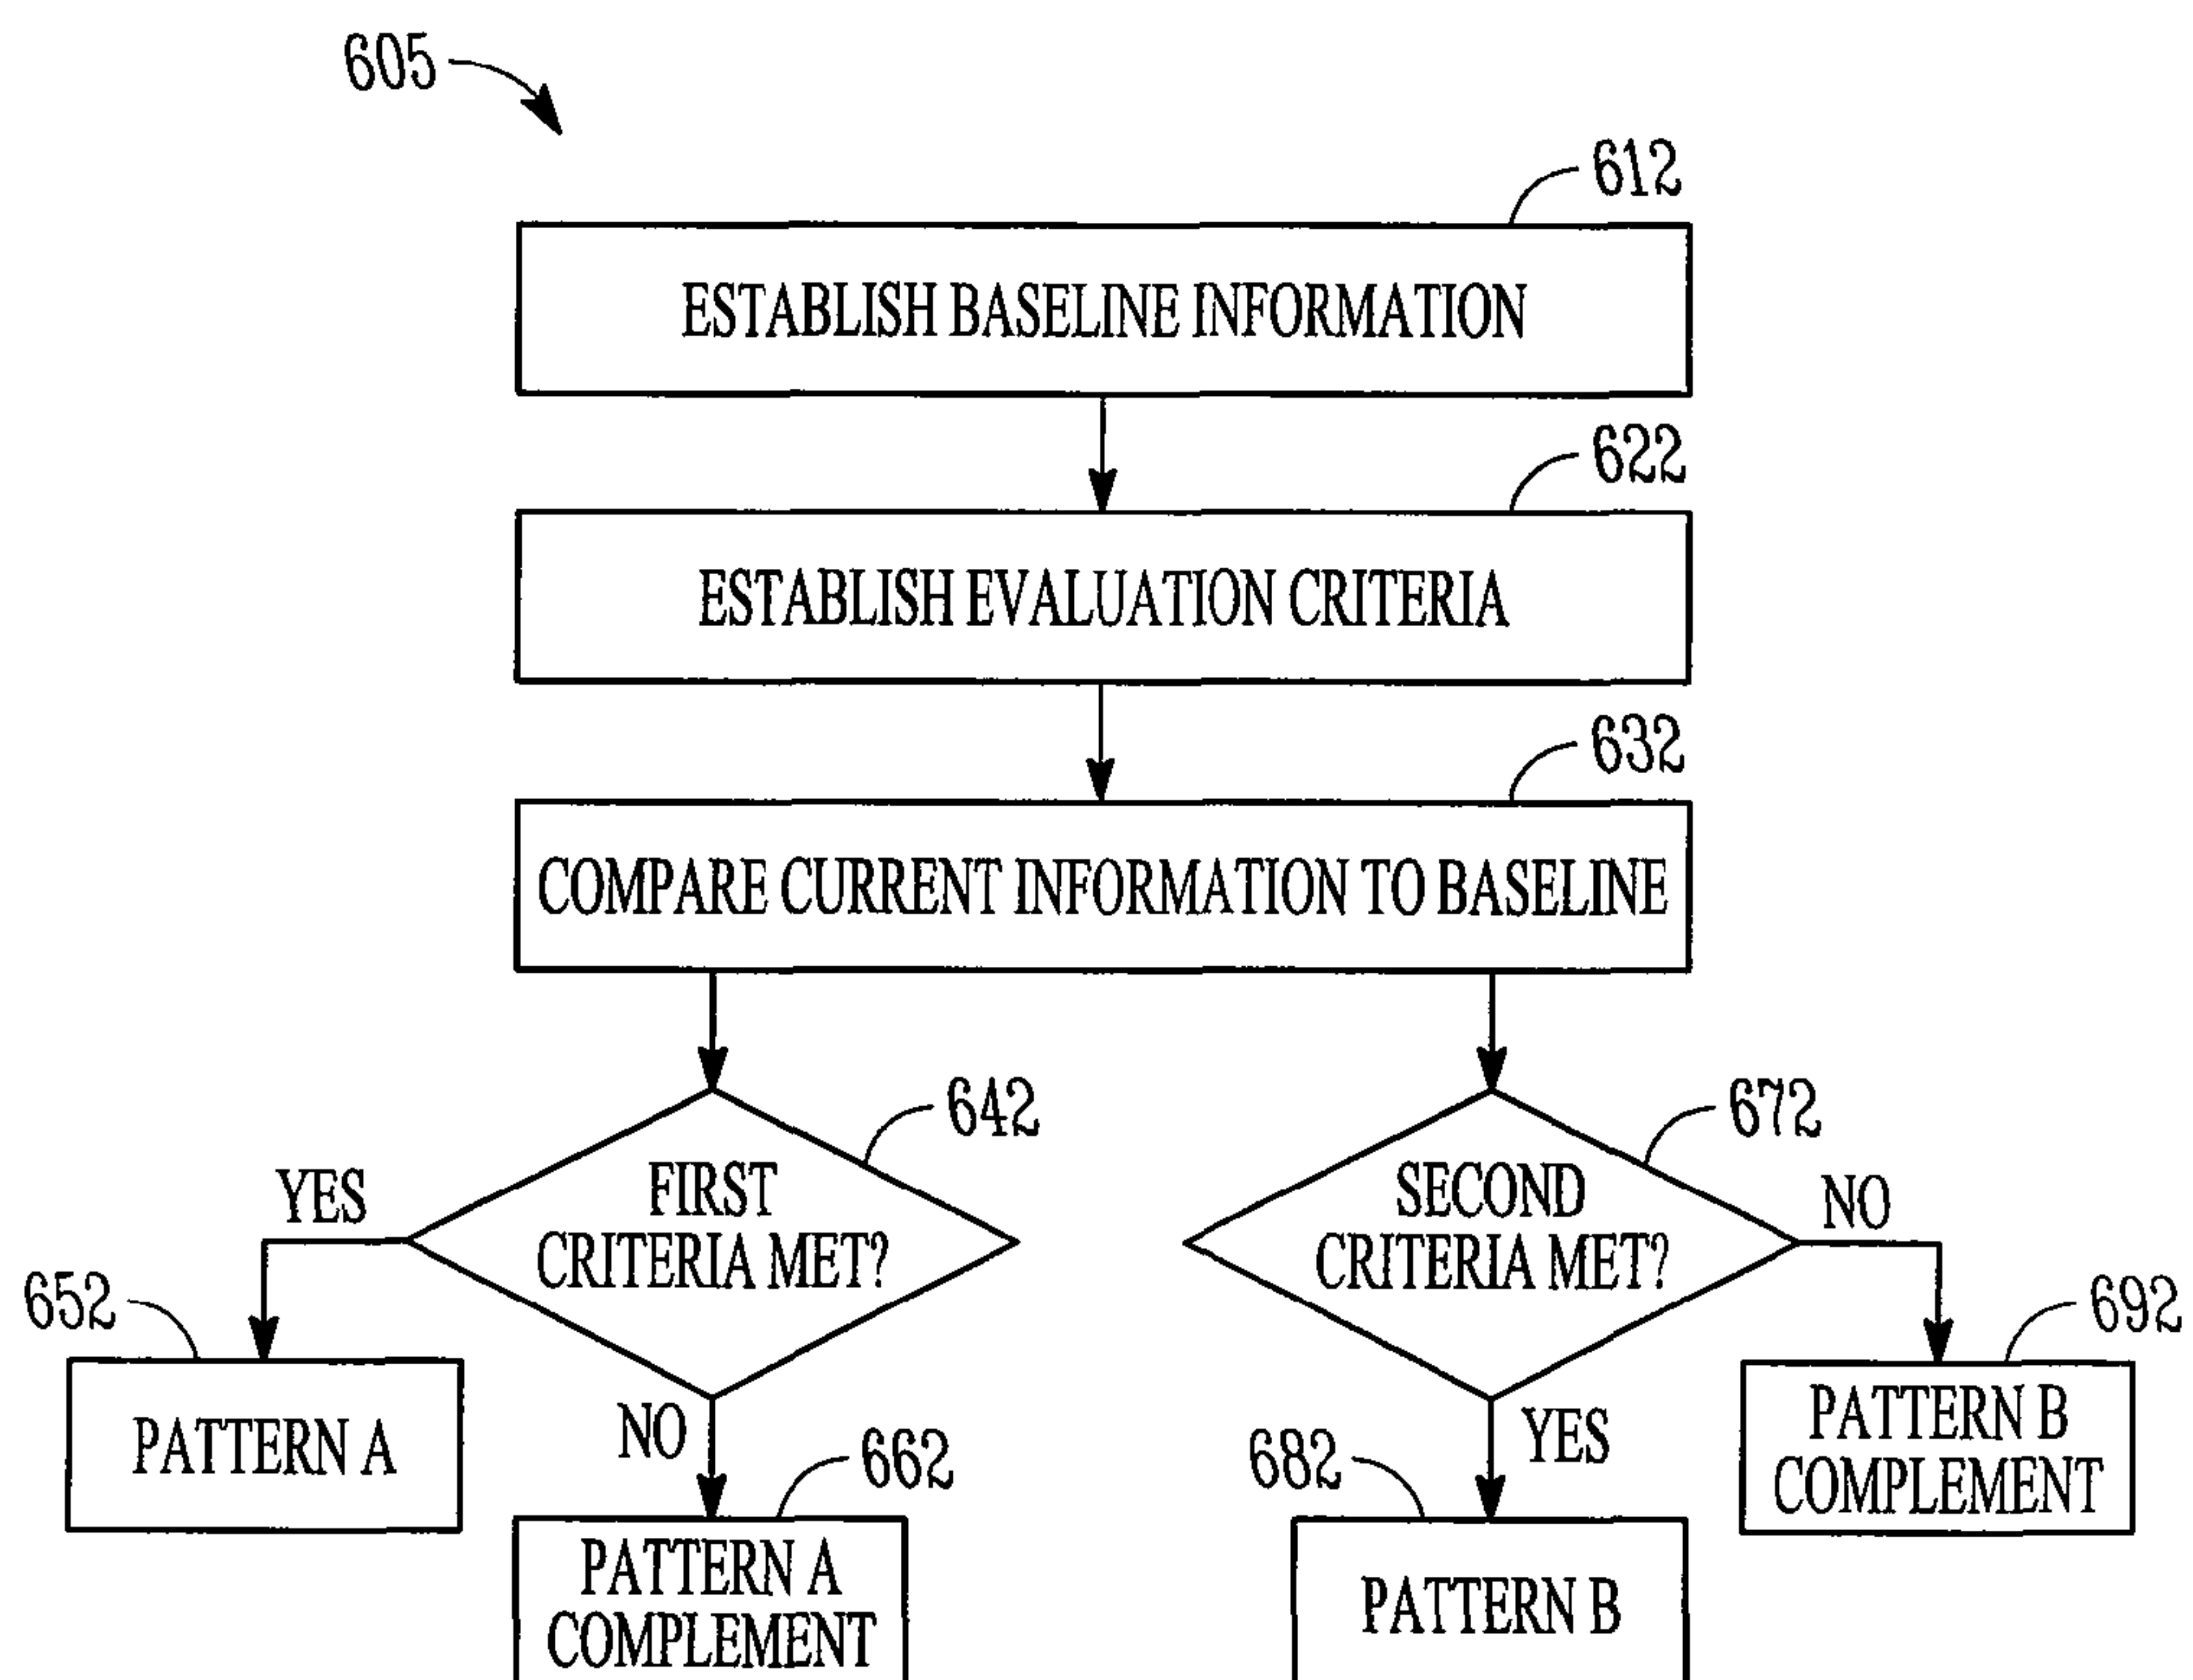 605
612
ESTABLISH BASELINE INFORMATION
622
ESTABLISH EVALUATION CRITERIA
632
COMPARE CURRENT INFORMATION TO BASELINE
642
FIRST
CRITERIA MET?
YES
652
PATTERN A
NO
662
PATTERN A
COMPLEMENT
672
SECOND
CRITERIA MET?
NO
692
PATTERN B
COMPLEMENT
YES
682
PATTERN B